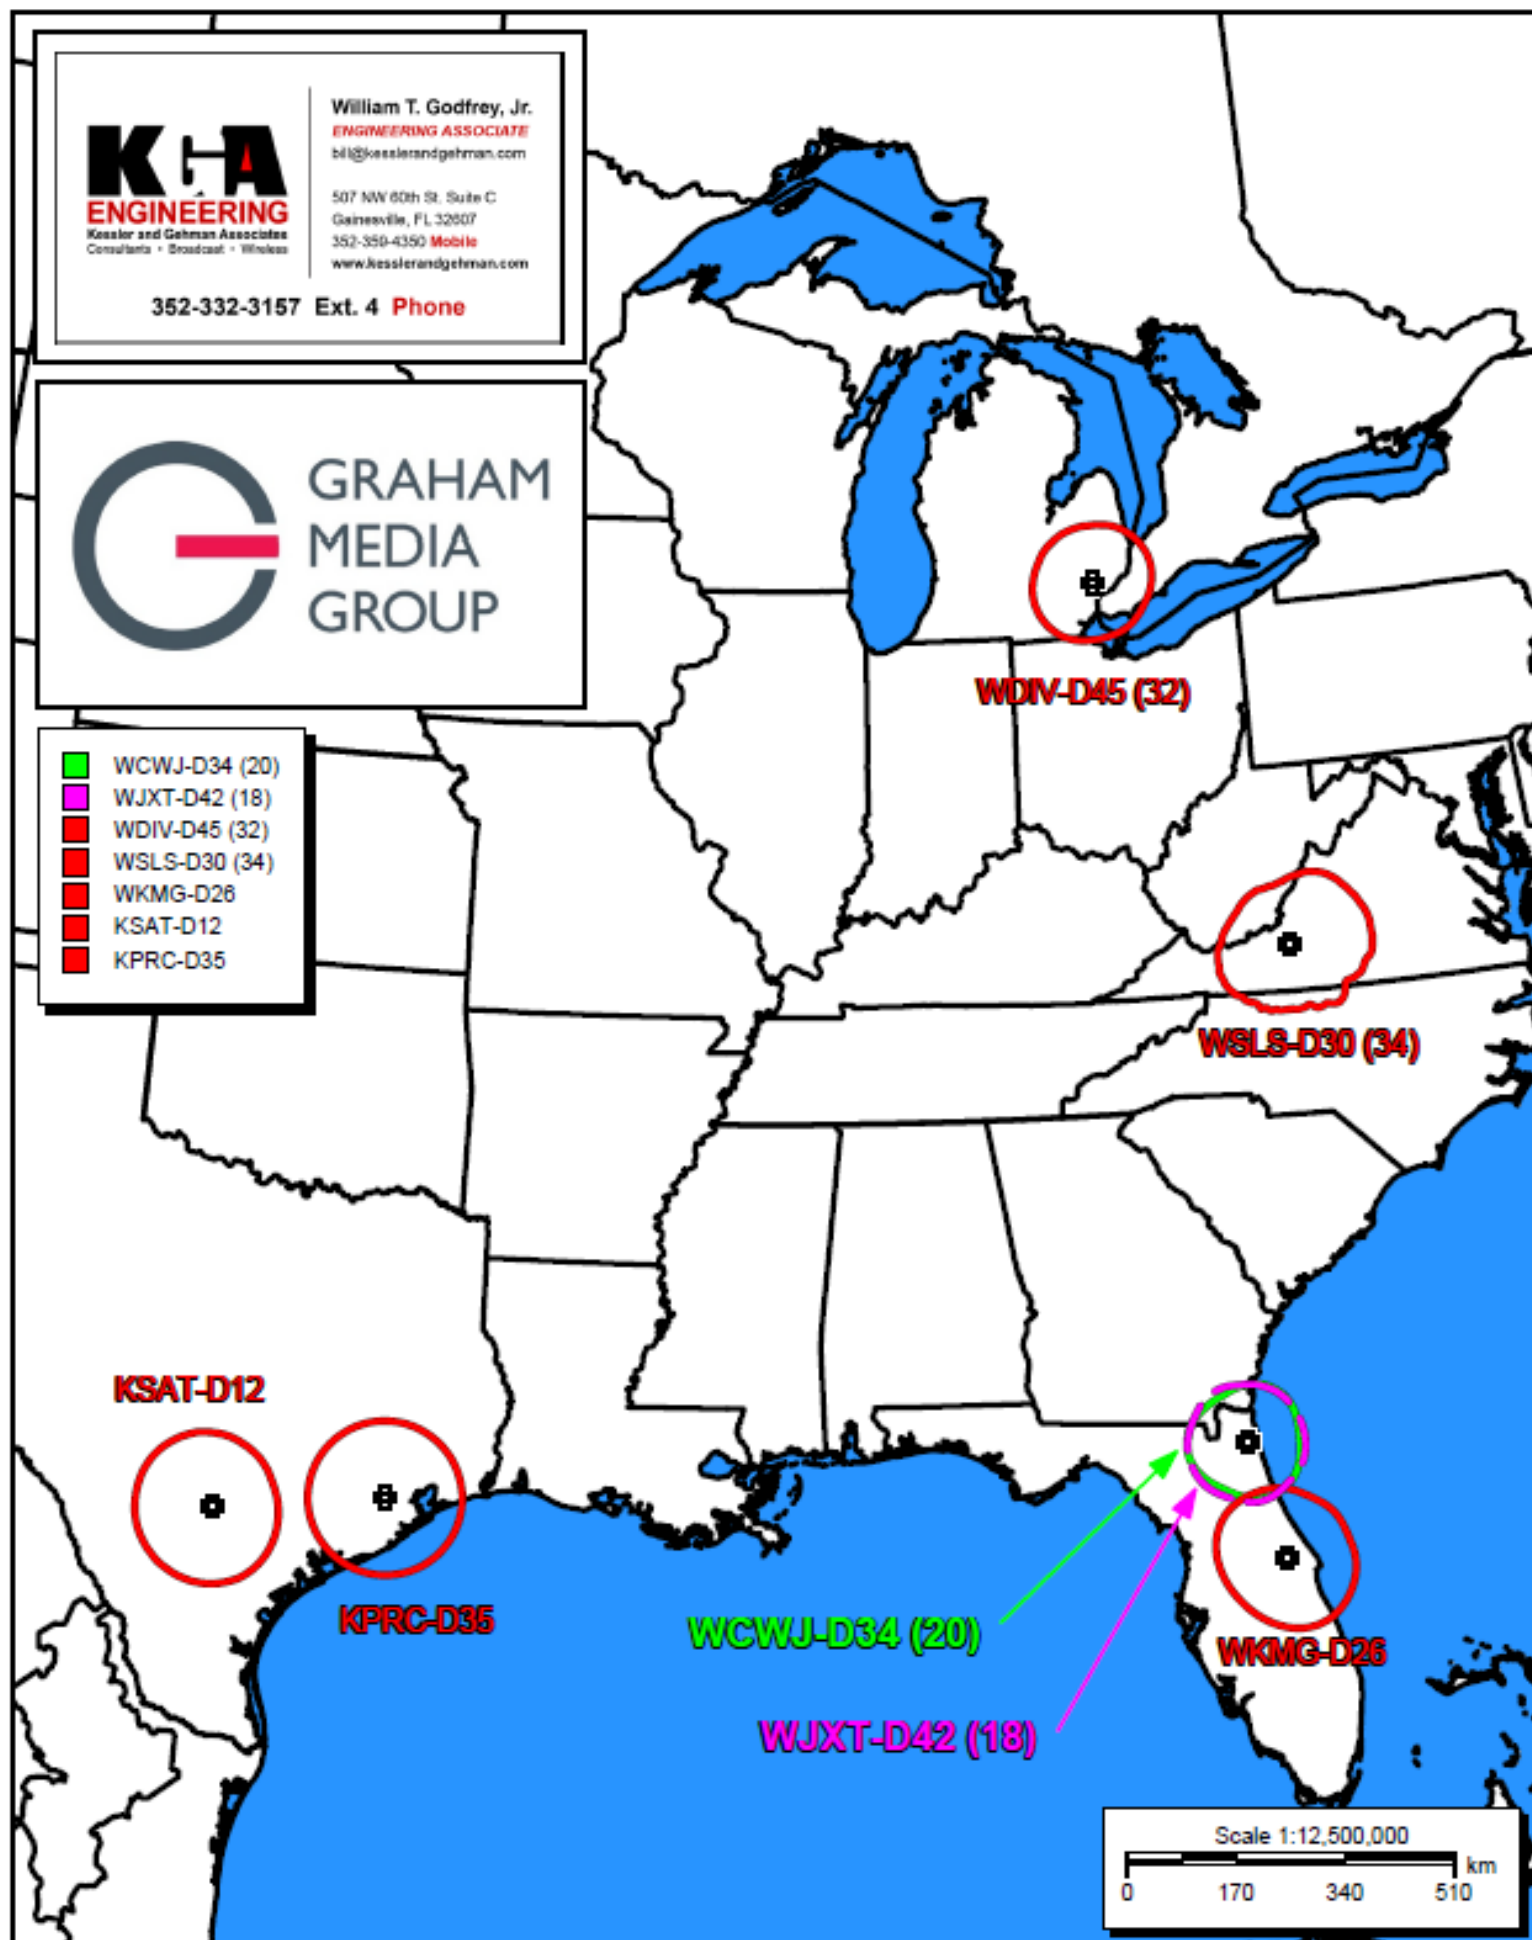 KGA
ENGINEERING
Kessler and Gehman Associates
Consultants • Broadcast • Wireless
William T. Godfrey, Jr.
ENGINEERING ASSOCIATE
bill@kesslerandgehman.com
507 NW 60th St. Suite C
Gainesville, FL 32607
352-359-4350 Mobile
www.kesslerandgehman.com
352-332-3157 Ext. 4 Phone
GRAHAM
MEDIA
GROUP
WCWJ-D34 (20)
WJXT-D42 (18)
WDIV-D45 (32)
WSLS-D30 (34)
WKMG-D26
KSAT-D12
KPRC-D35
WDIV-D45 (32)
WSLS-D30 (34)
KSAT-D12
KPRC-D35
WCWJ-D34 (20)
WKMG-D26
WJXT-D42 (18)
Scale 1:12,500,000
km
0 170 340 510